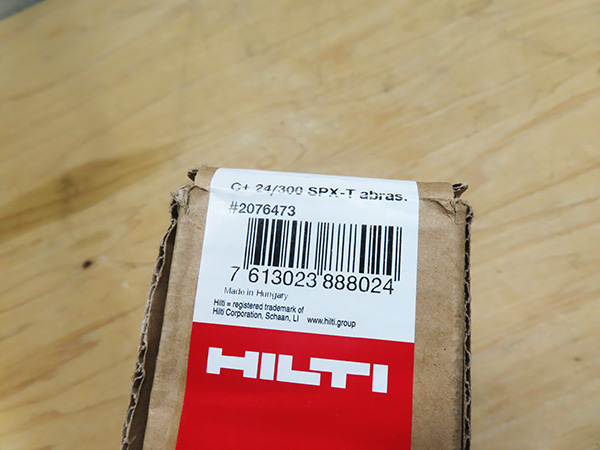 C+ 24/300 SPX-T abras.
#2076473
7 613023 888024
Made in Hungary
Hilti = registered trademark of
Hilti Corporation, Schaan, LI www.hilti.group
HILTI